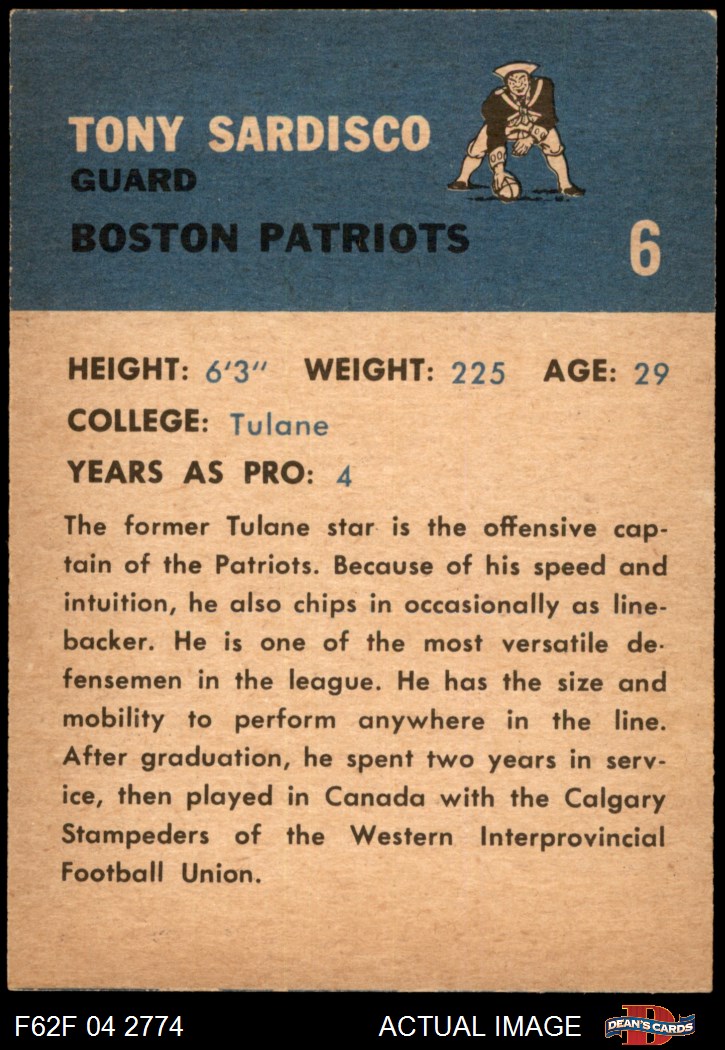 TONY SARDISCO
GUARD
BOSTON PATRIOTS
6
HEIGHT: 6'3" WEIGHT: 225 AGE: 29
COLLEGE: Tulane
YEARS AS PRO: 4
The former Tulane star is the offensive cap-
tain of the Patriots. Because of his speed and
intuition, he also chips in occasionally as line-
backer. He is one of the most versatile de-
fensemen in the league. He has the size and
mobility to perform anywhere in the line.
After graduation, he spent two years in serv-
ice, then played in Canada with the Calgary
Stampeders of the Western Interprovincial
Football Union.
F62F 04 2774 ACTUAL IMAGE
D
DEAN'S CARDS